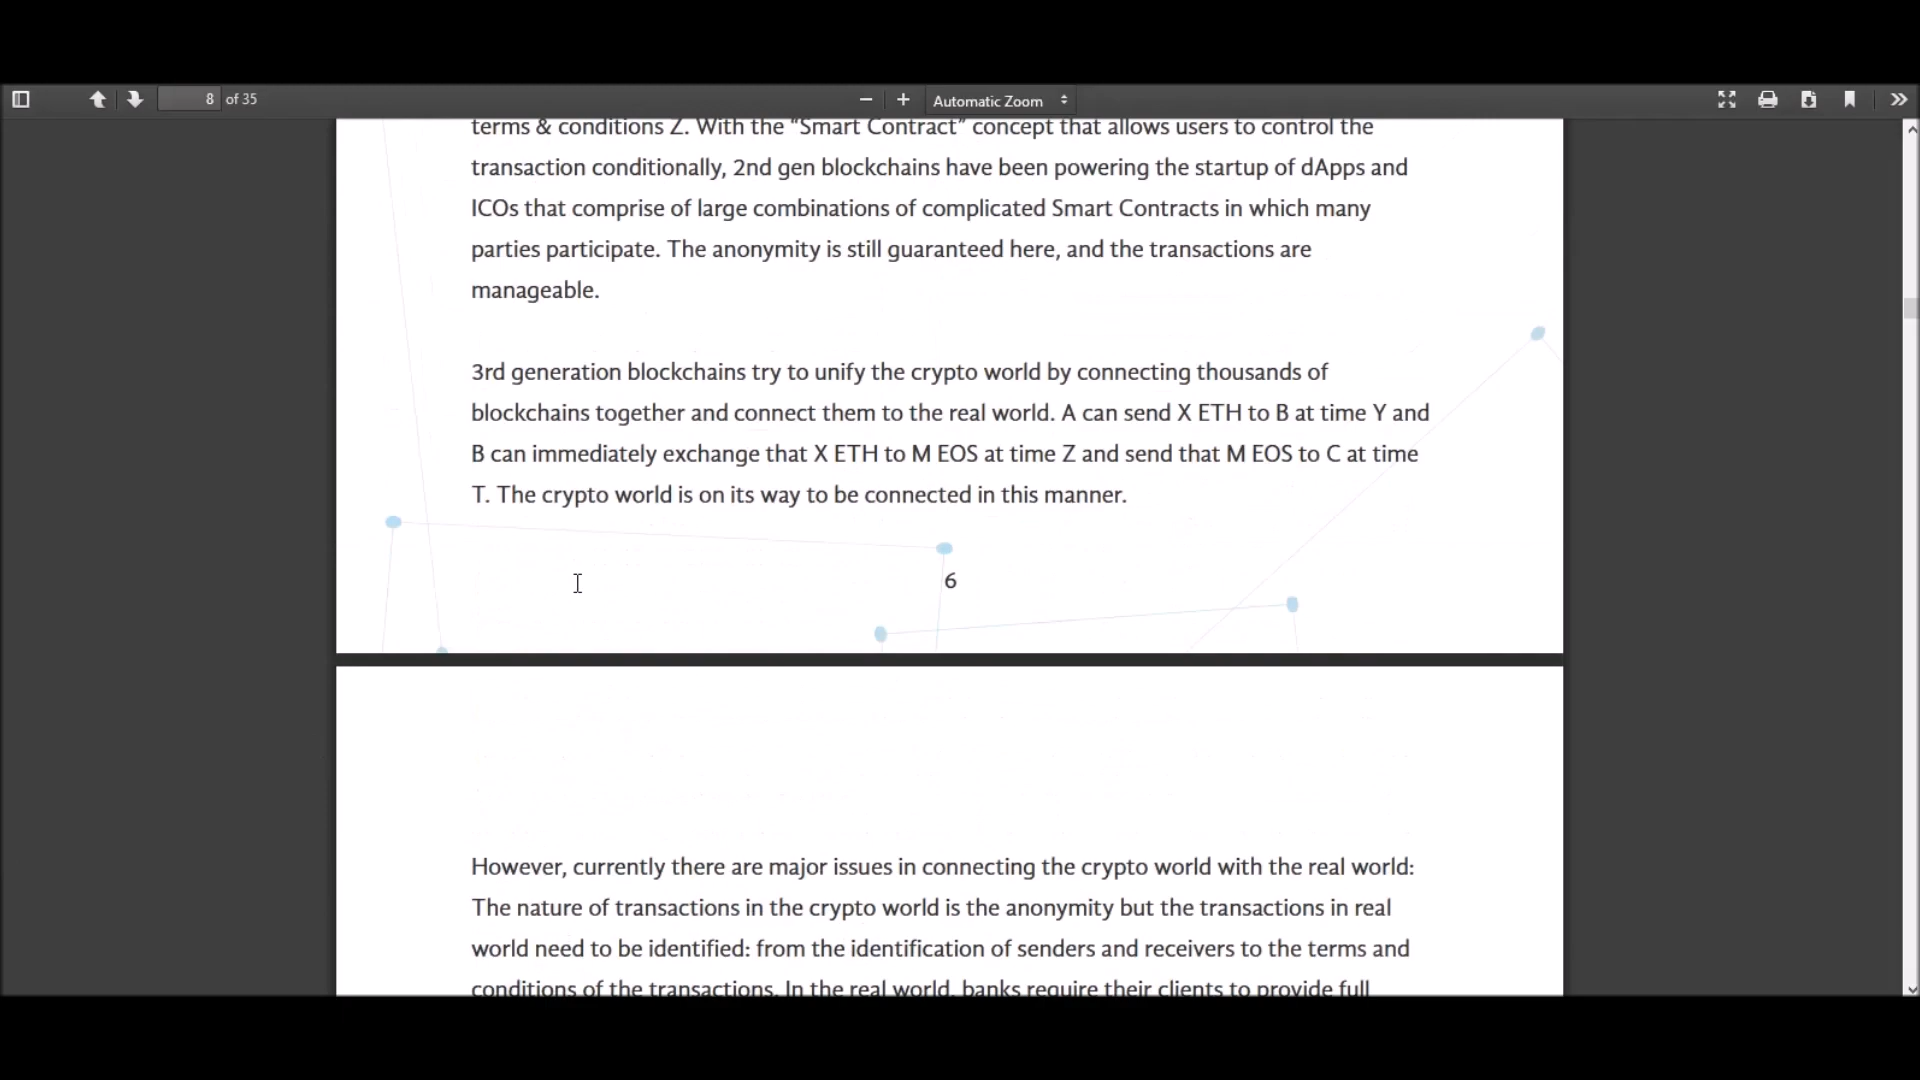 8 of 35
Automatic Zoom
terms & conditions Z. With the “Smart Contract” concept that allows users to control the
transaction conditionally, 2nd gen blockchains have been powering the startup of dApps and
ICOs that comprise of large combinations of complicated Smart Contracts in which many
parties participate. The anonymity is still guaranteed here, and the transactions are
manageable.
3rd generation blockchains try to unify the crypto world by connecting thousands of
blockchains together and connect them to the real world. A can send X ETH to B at time Y and
B can immediately exchange that X ETH to M EOS at time Z and send that M EOS to C at time
T. The crypto world is on its way to be connected in this manner.
6
However, currently there are major issues in connecting the crypto world with the real world:
The nature of transactions in the crypto world is the anonymity but the transactions in real
world need to be identified: from the identification of senders and receivers to the terms and
conditions of the transactions. In the real world, banks require their clients to provide full